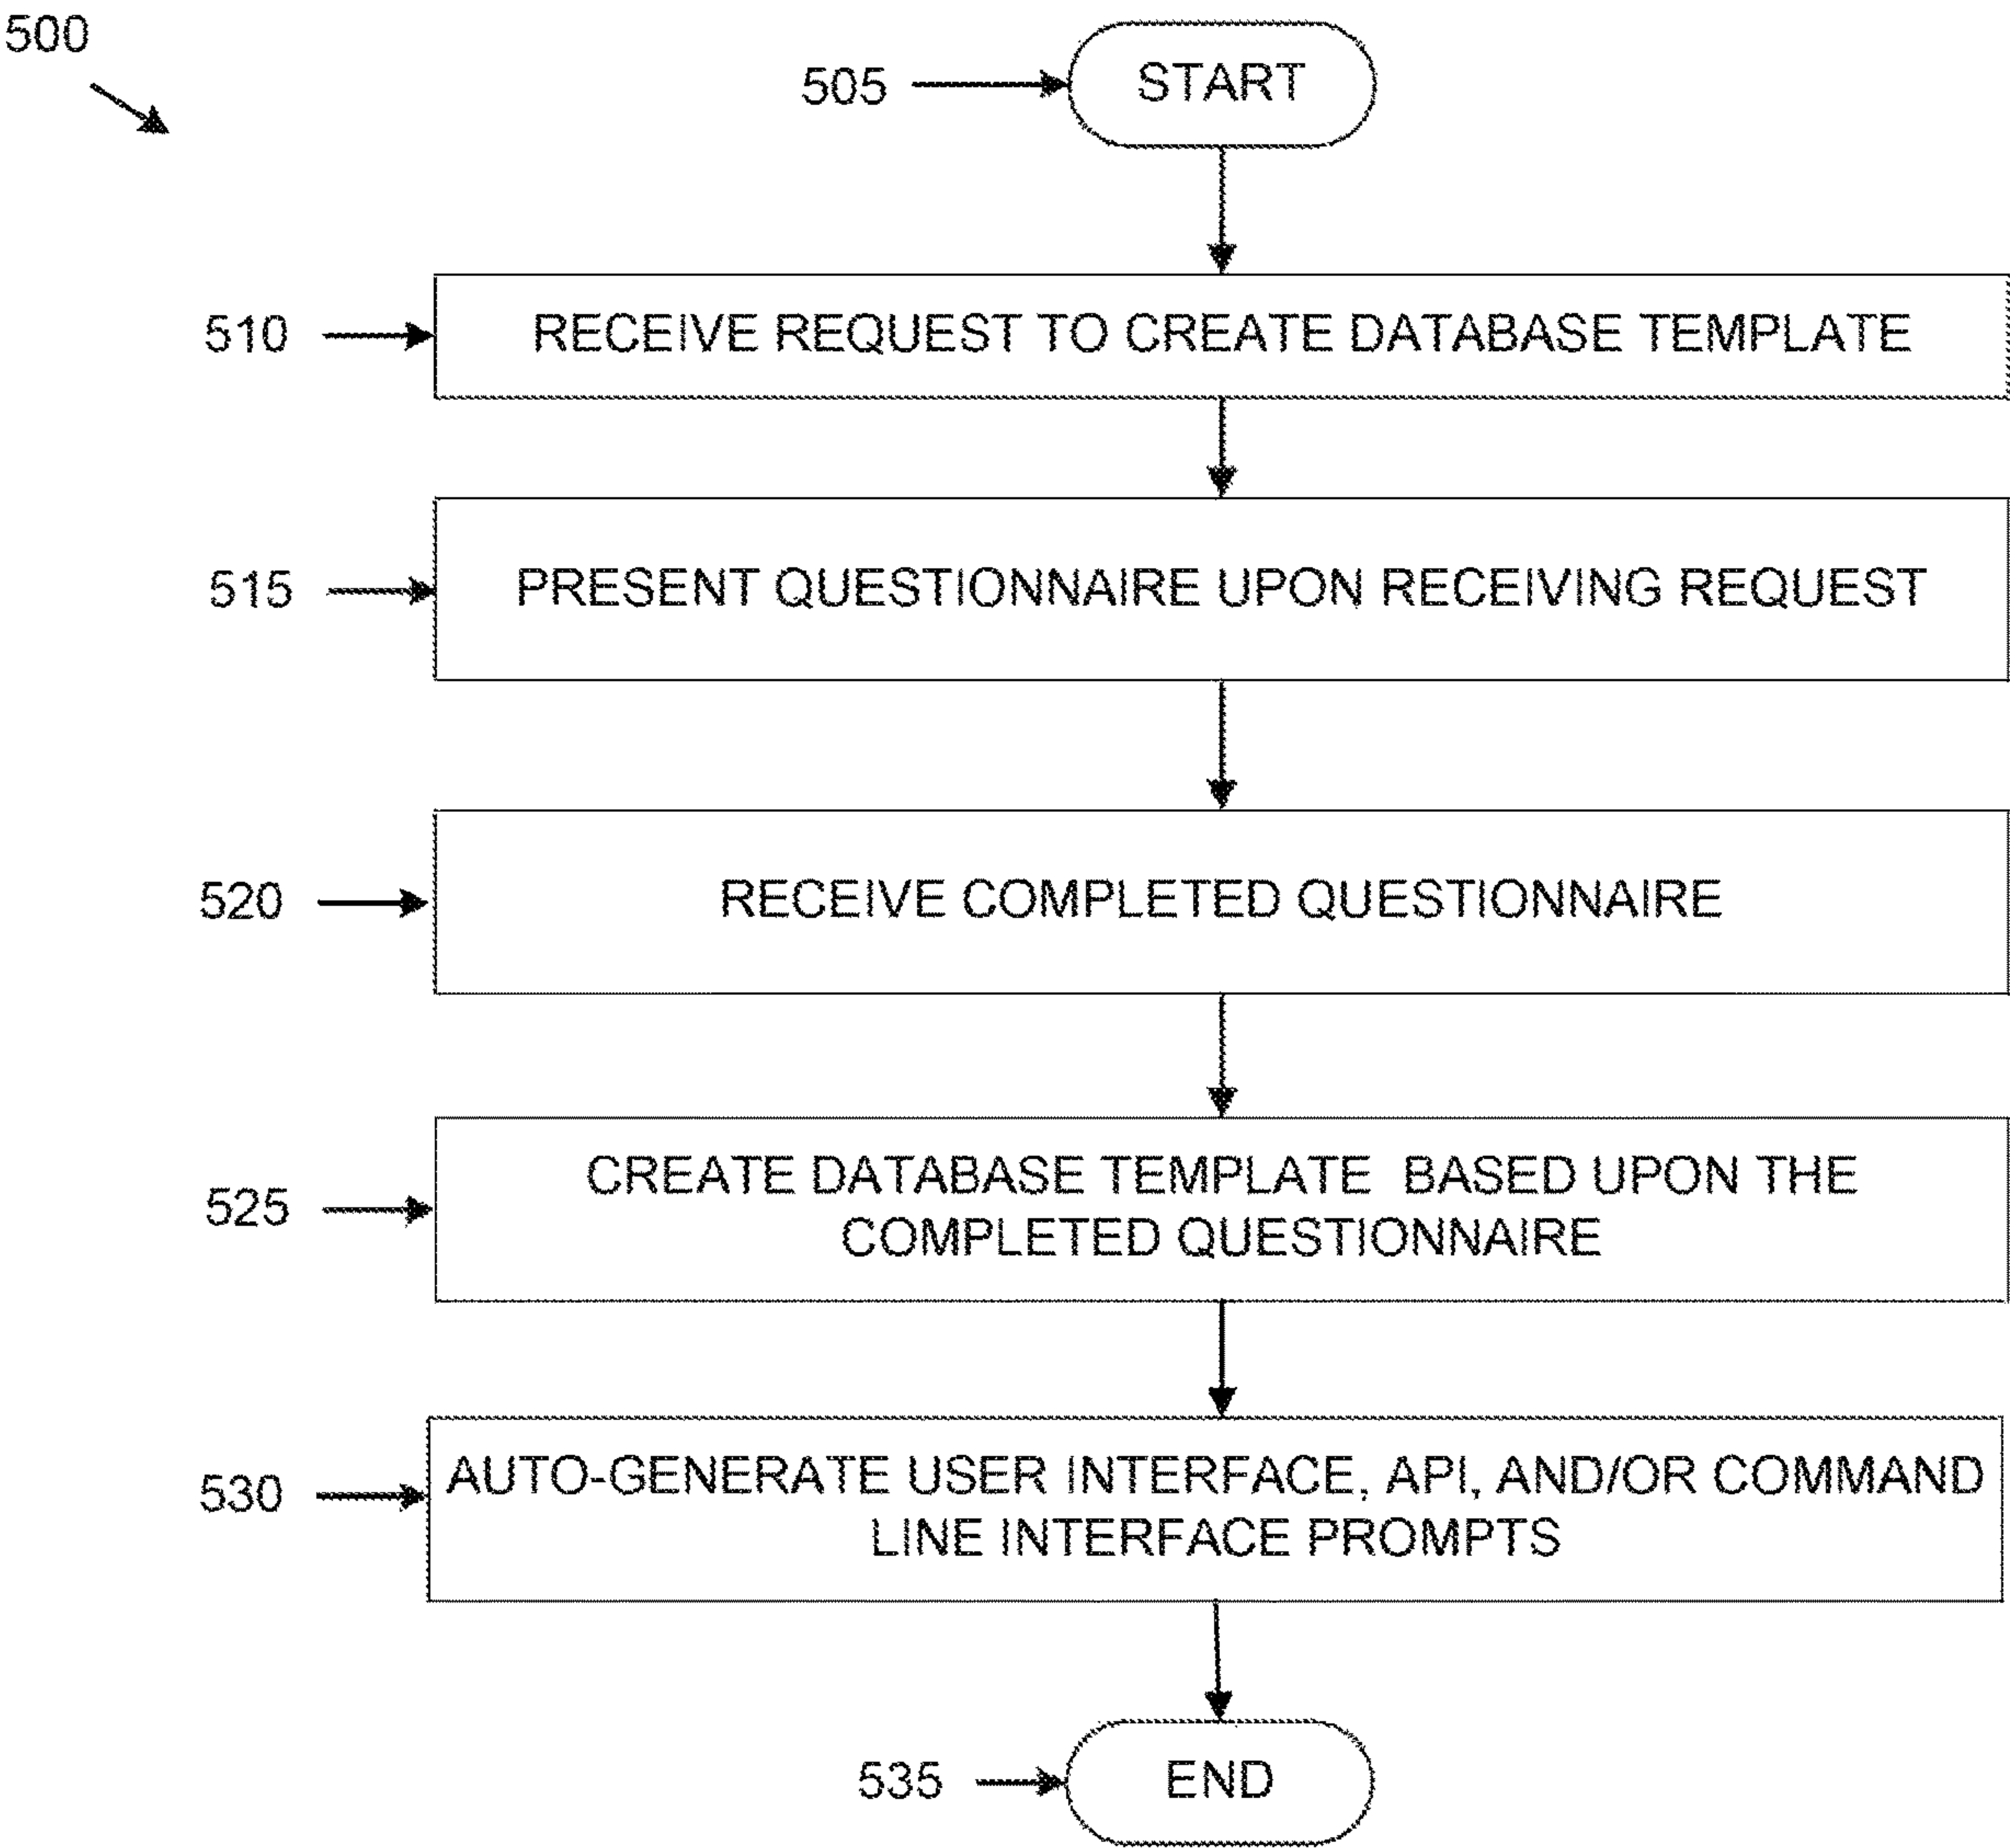 500
505
START
510
RECEIVE REQUEST TO CREATE DATABASE TEMPLATE
515
PRESENT QUESTIONNAIRE UPON RECEIVING REQUEST
520
RECEIVE COMPLETED QUESTIONNAIRE
525
CREATE DATABASE TEMPLATE BASED UPON THE
COMPLETED QUESTIONNAIRE
530
AUTO-GENERATE USER INTERFACE, API, AND/OR COMMAND
LINE INTERFACE PROMPTS
535
END